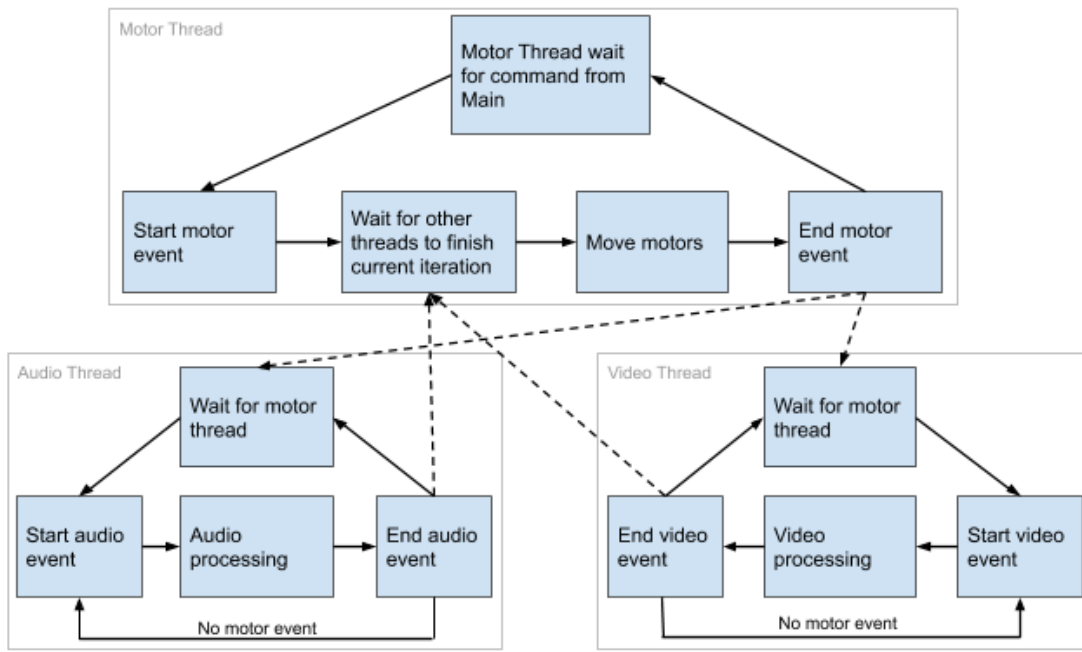 Motor Thread
Motor Thread wait
for command from
Main
Start motor
event
Wait for other
threads to finish
current iteration
Move motors
End motor
event
Audio Thread
Wait for motor
thread
Start audio
event
Audio
processing
End audio
event
No motor event
Video Thread
Wait for motor
thread
End video
event
Video
processing
Start video
event
No motor event